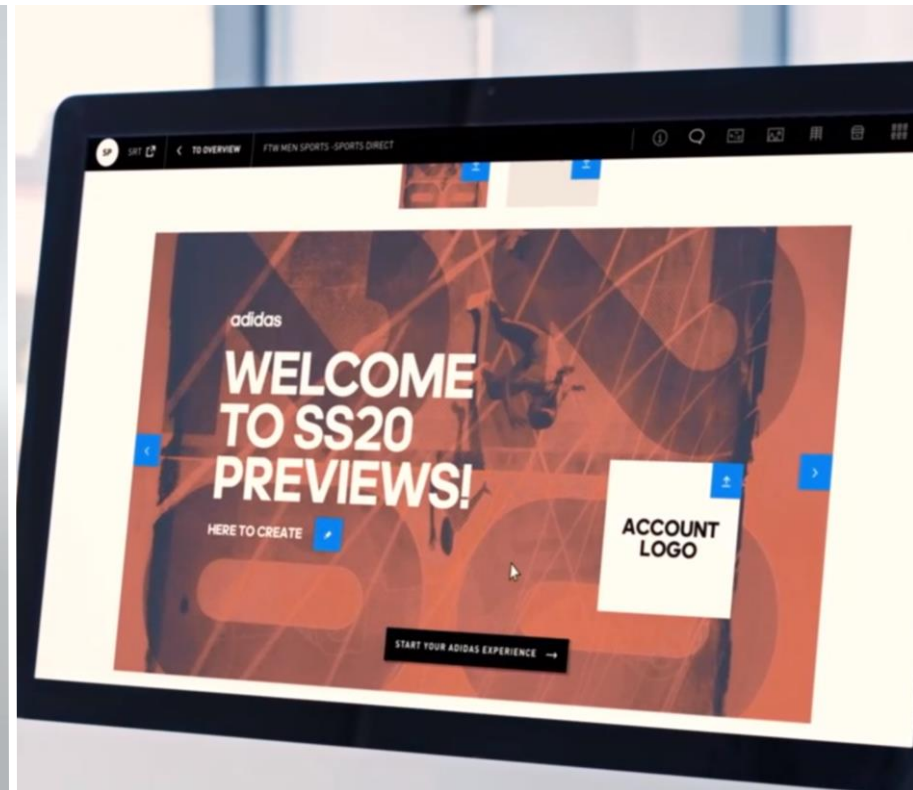 SP
SRT
TO OVERVIEW
FTW MEN SPORTS -SPORTS DIRECT
adidas
WELCOME
TO SS20
PREVIEWS!
HERE TO CREATE
ACCOUNT
LOGO
START YOUR ADIDAS EXPERIENCE